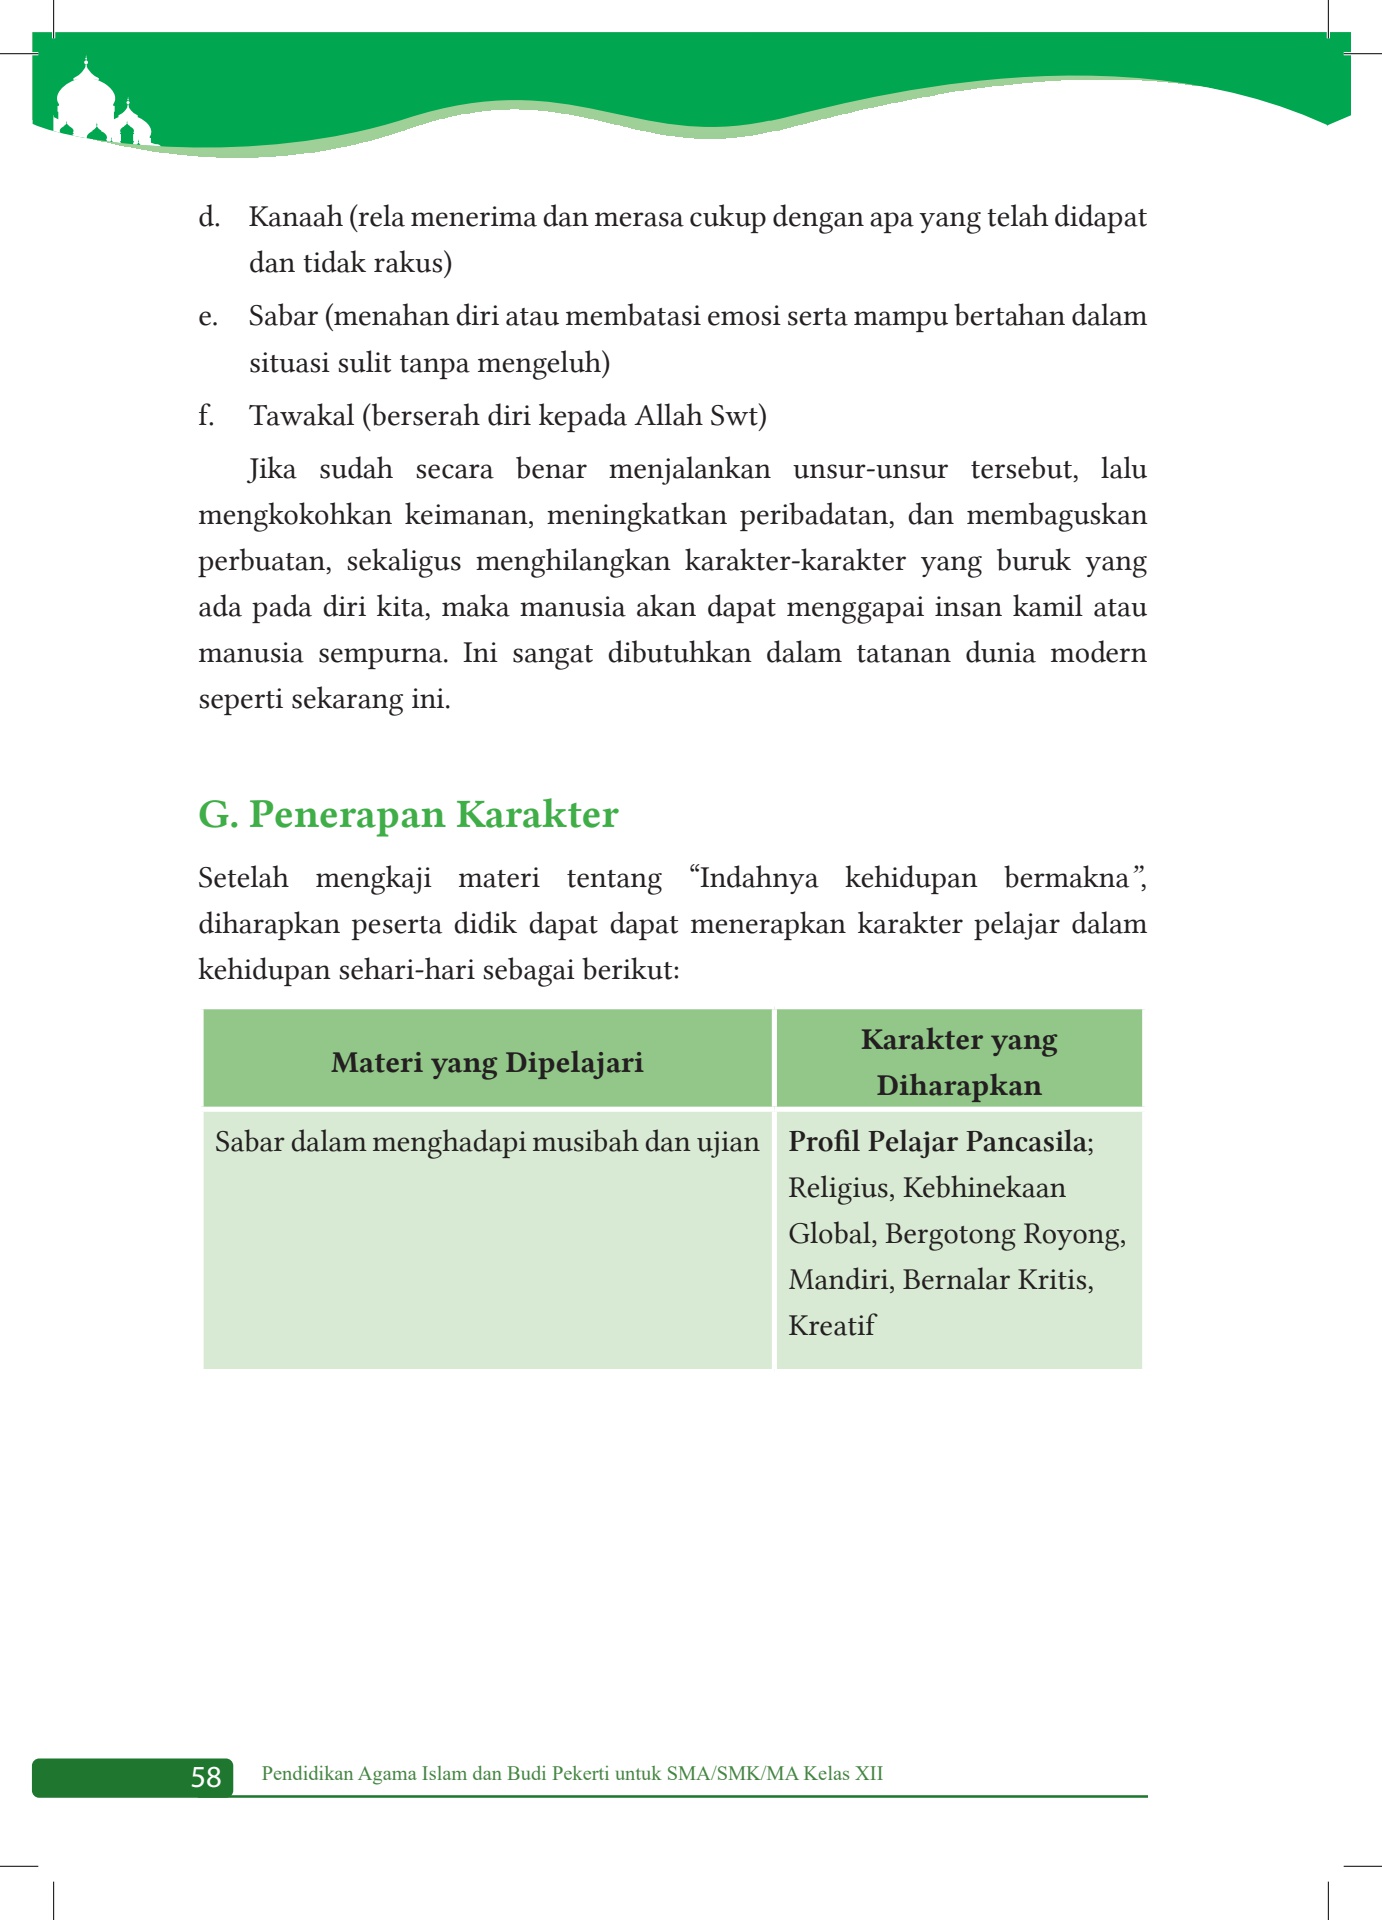 d. Kanaah (rela menerima dan merasa cukup dengan apa yang telah didapat
dan tidak rakus)
e. Sabar (menahan diri atau membatasi emosi serta mampu bertahan dalam
situasi sulit tanpa mengeluh)
f. Tawakal (berserah diri kepada Allah Swt)
Jika sudah secara benar menjalankan unsur-unsur tersebut, lalu
mengkokohkan keimanan, meningkatkan peribadatan, dan membaguskan
perbuatan, sekaligus menghilangkan karakter-karakter yang buruk yang
ada pada diri kita, maka manusia akan dapat menggapai insan kamil atau
manusia sempurna. Ini sangat dibutuhkan dalam tatanan dunia modern
seperti sekarang ini.
G. Penerapan Karakter
Setelah mengkaji materi tentang “Indahnya kehidupan bermakna”,
diharapkan peserta didik dapat dapat menerapkan karakter pelajar dalam
kehidupan sehari-hari sebagai berikut:
Materi yang Dipelajari
Karakter yang
Diharapkan
Sabar dalam menghadapi musibah dan ujian
Profil Pelajar Pancasila;
Religius, Kebhinekaan
Global, Bergotong Royong,
Mandiri, Bernalar Kritis,
Kreatif
58 Pendidikan Agama Islam dan Budi Pekerti untuk SMA/SMK/MA Kelas XII